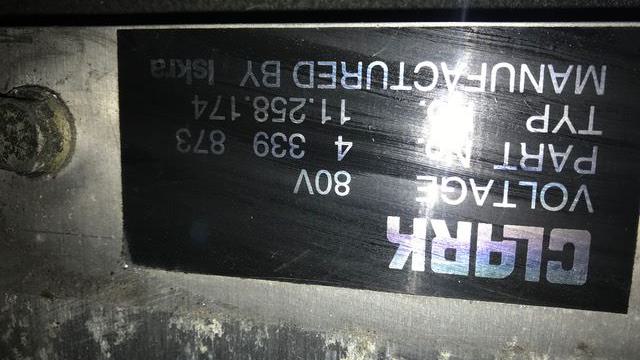 CLARK
VOLTAGE 80V
PART NO. 4 339 873
TYP 11.258.174
MANUFACTURED BY Iskra